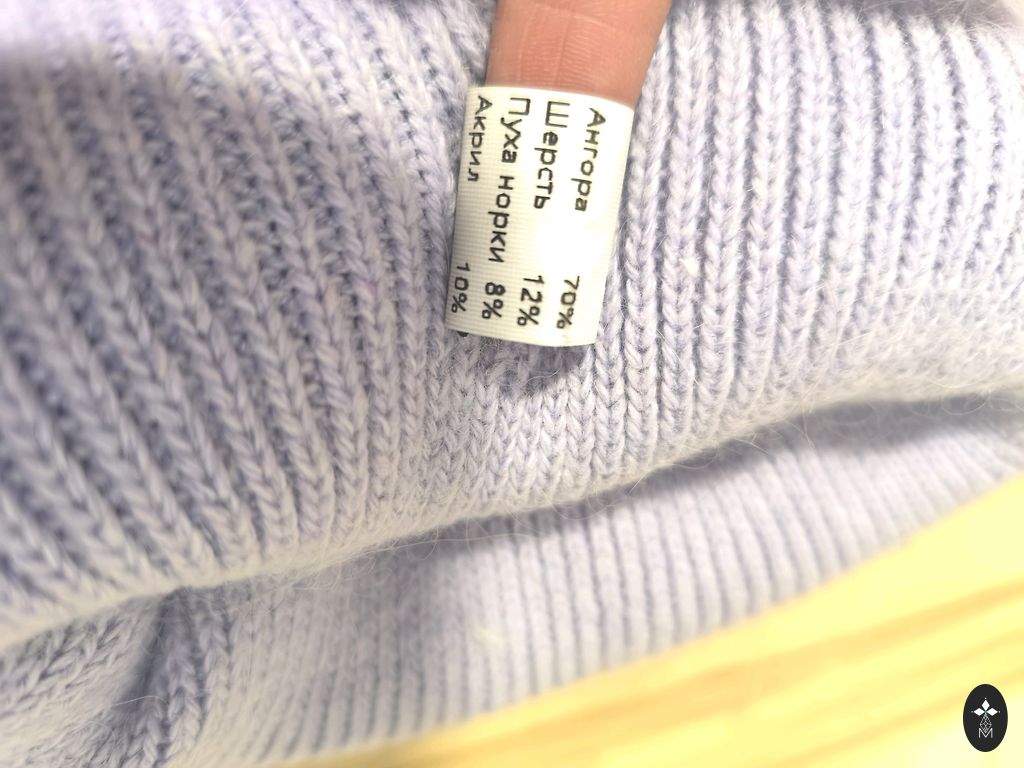 Ангора 70%
Шерсть 12%
Пуха норки 8%
Акрил 10%